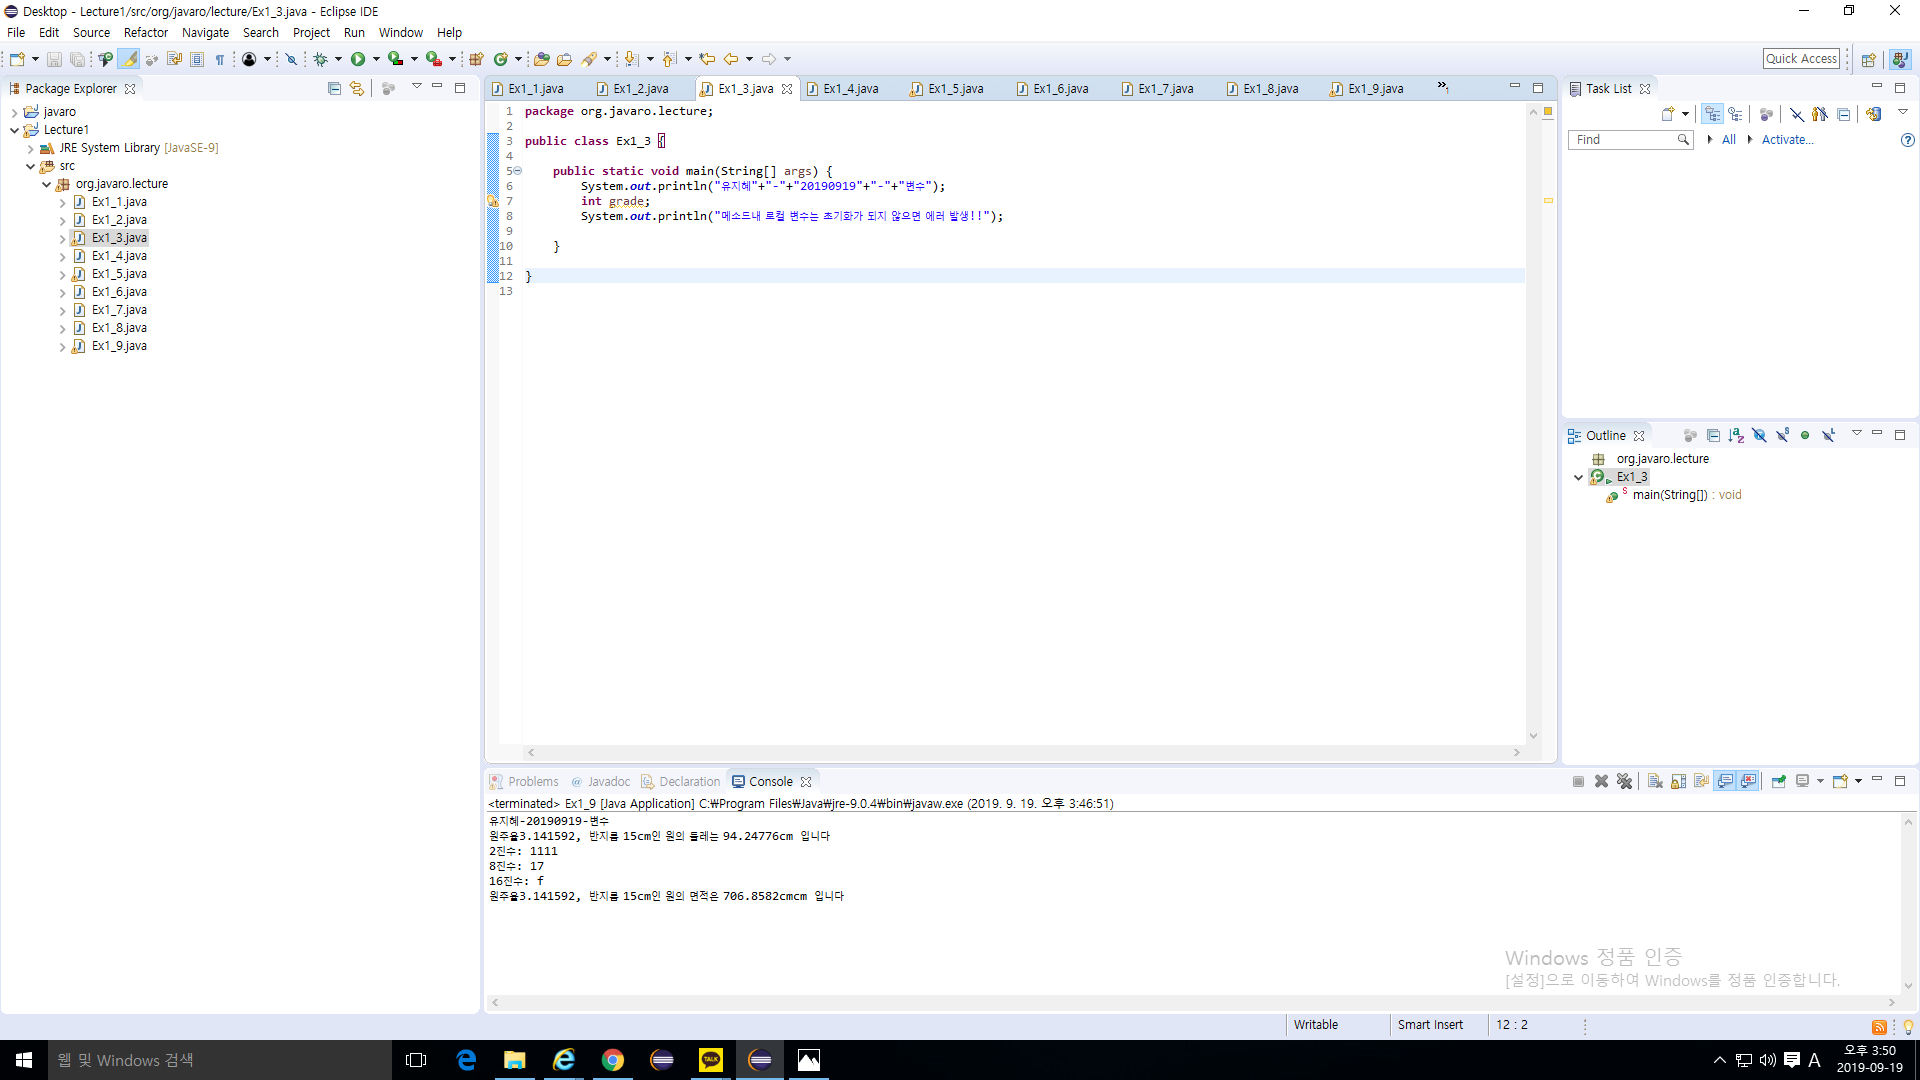 Desktop - Lecture1/src/org/javaro/lecture/Ex1_3.java - Eclipse IDE
File Edit Source Refactor Navigate Search Project Run Window Help
Quick Access
Package Explorer
javaro
Lecture1
JRE System Library [JavaSE-9]
src
org.javaro.lecture
Ex1_1.java
Ex1_2.java
Ex1_3.java
Ex1_4.java
Ex1_5.java
Ex1_6.java
Ex1_7.java
Ex1_8.java
Ex1_9.java
Ex1_1.java Ex1_2.java Ex1_3.java Ex1_4.java Ex1_5.java Ex1_6.java Ex1_7.java Ex1_8.java Ex1_9.java »1
1 package org.javaro.lecture;
2
3 public class Ex1_3 {
4
5 public static void main(String[] args) {
6 System.out.println("유지혜"+"-"+"20190919"+"-"+"변수");
7 int grade;
8 System.out.println("메소드내 로컬 변수는 초기화가 되지 않으면 에러 발생!!");
9
10 }
11
12 }
13
Task List
Find All Activate...
Outline
org.javaro.lecture
Ex1_3
main(String[]) : void
Problems @ Javadoc Declaration Console
<terminated> Ex1_9 [Java Application] C:₩Program Files₩Java₩jre-9.0.4₩bin₩javaw.exe (2019. 9. 19. 오후 3:46:51)
유지혜-20190919-변수
원주율3.141592, 반지름 15cm인 원의 둘레는 94.24776cm 입니다
2진수: 1111
8진수: 17
16진수: f
원주율3.141592, 반지름 15cm인 원의 면적은 706.8582cmcm 입니다
Windows 정품 인증
[설정]으로 이동하여 Windows를 정품 인증합니다.
Writable Smart Insert 12 : 2
웹 및 Windows 검색
TALK
A
오후 3:50
2019-09-19